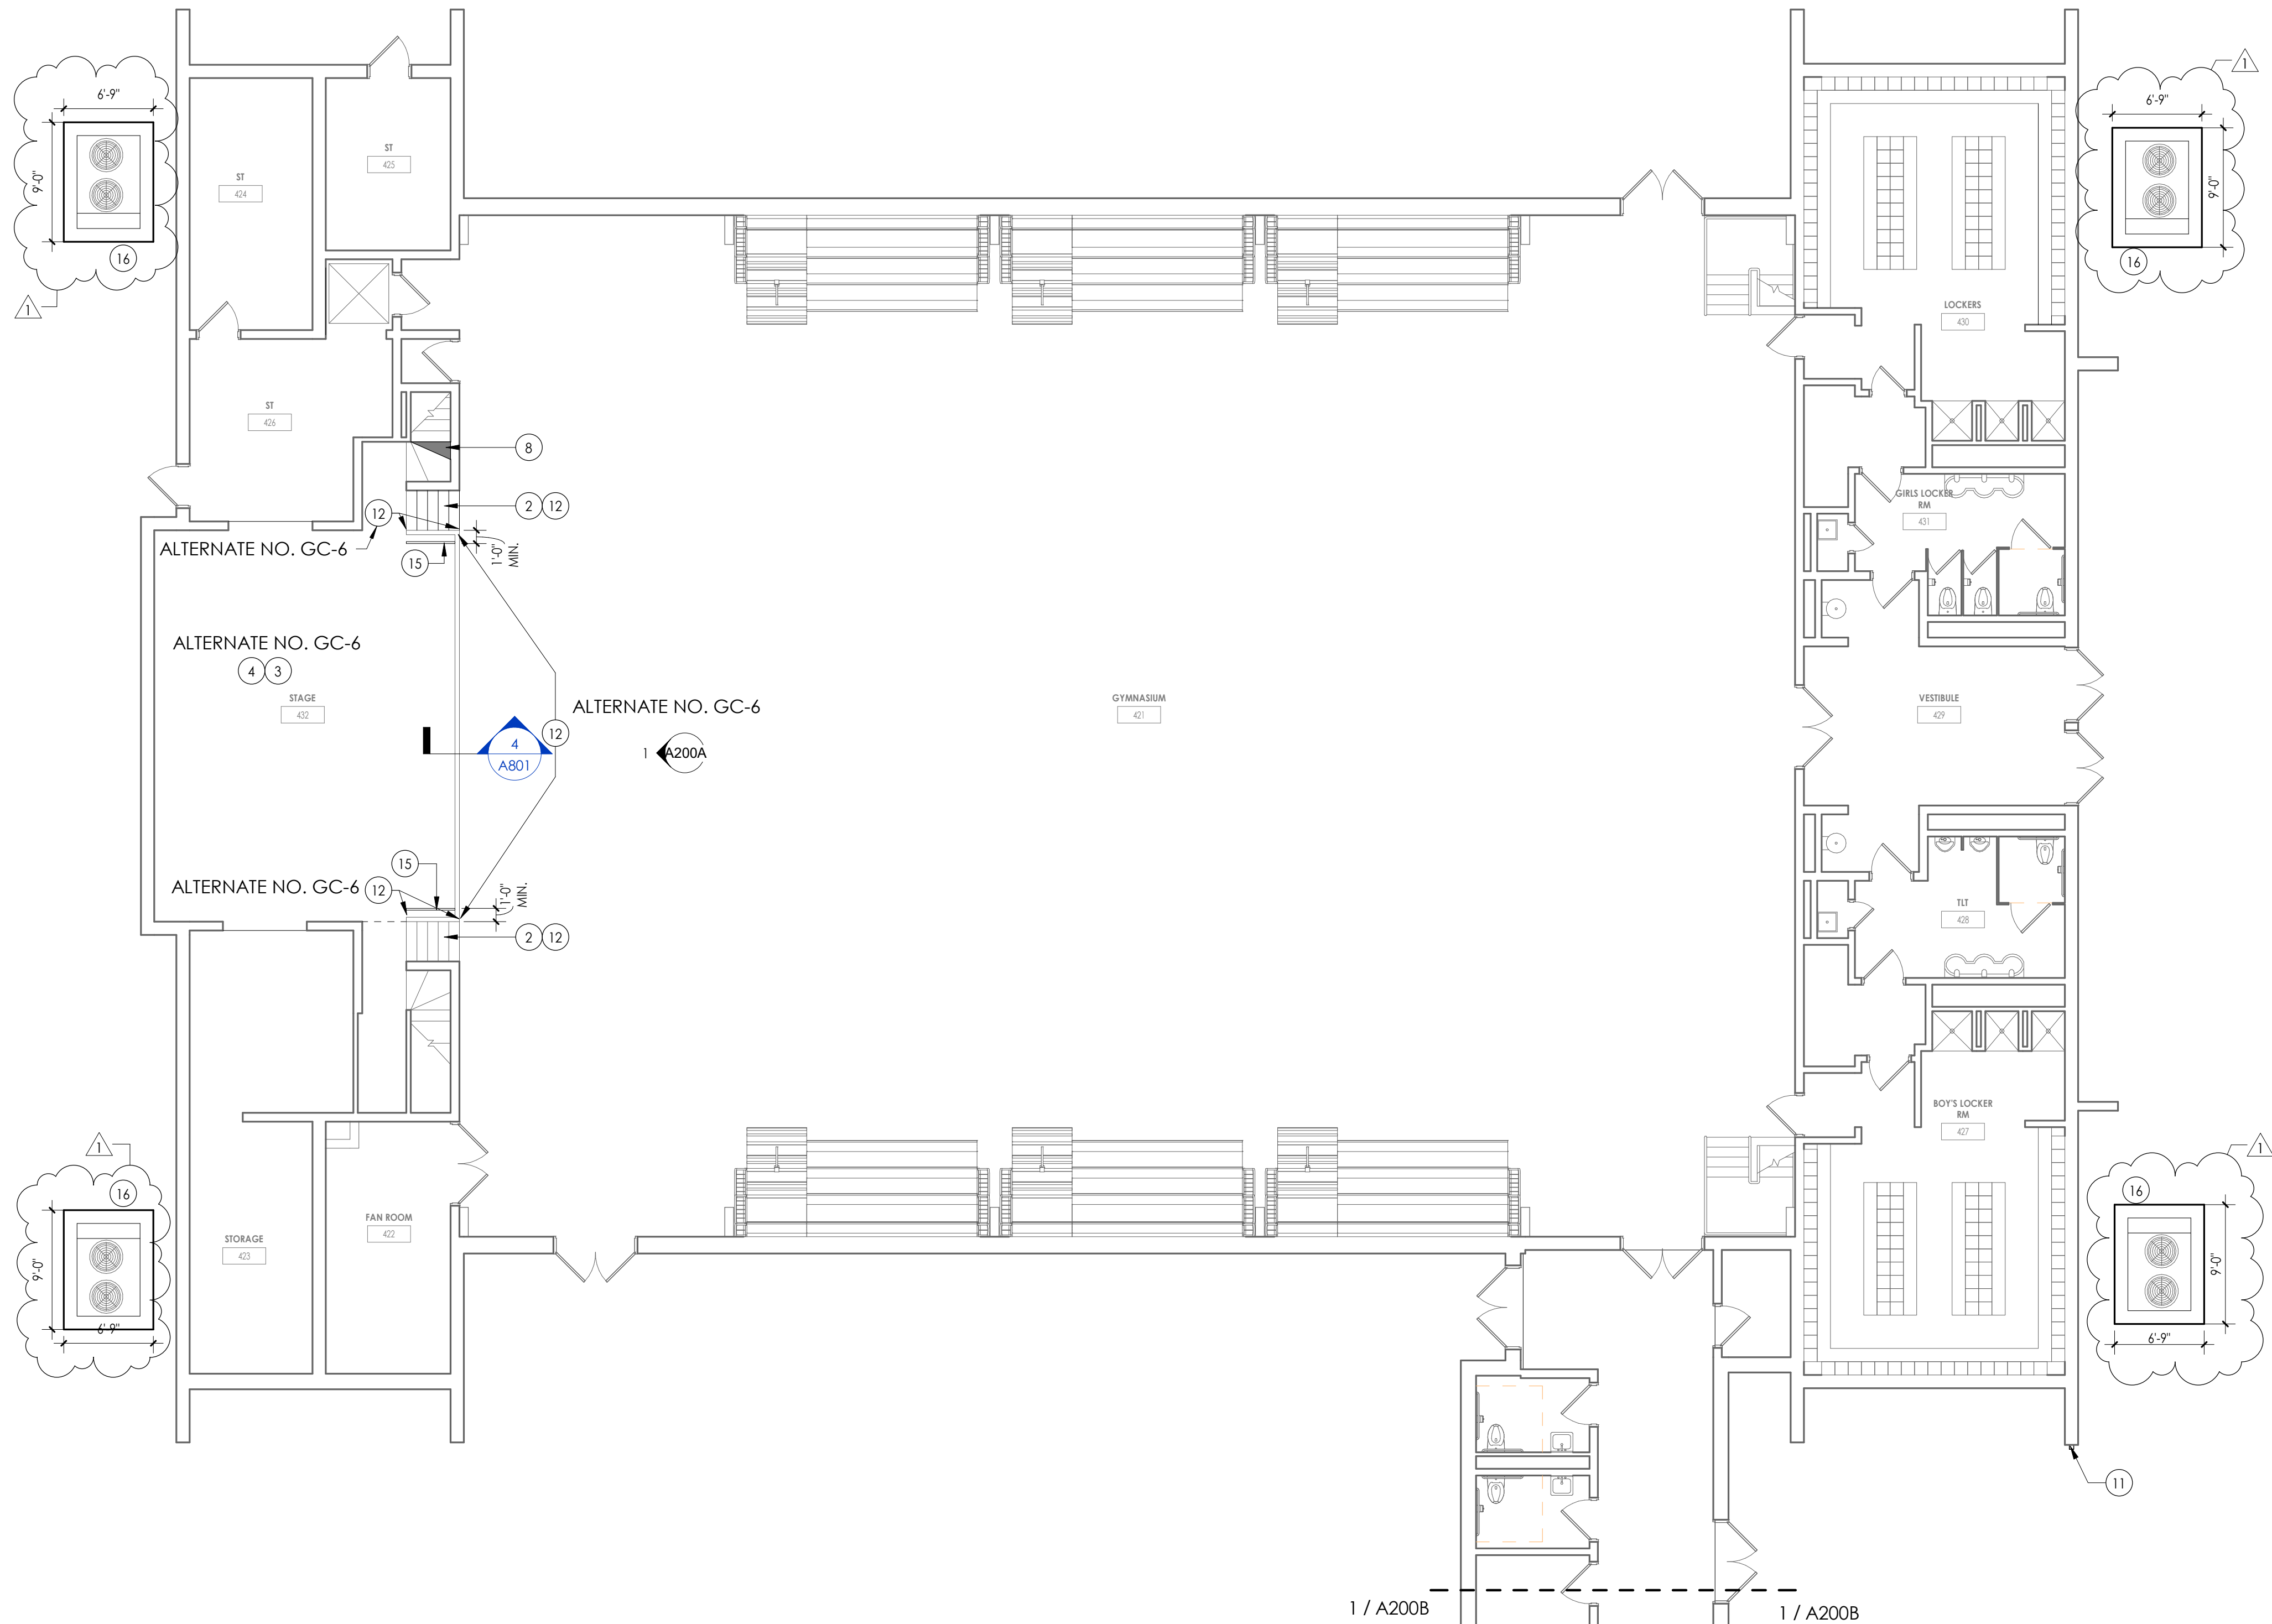 6'-9"
9'-0"
16
1
ST
424
ST
425
1
6'-9"
9'-0"
16
LOCKERS
430
ST
426
8
2 12
12
ALTERNATE NO. GC-6
15
1'-0"
MIN.
GIRLS LOCKER
RM
431
ALTERNATE NO. GC-6
4 3
STAGE
432
ALTERNATE NO. GC-6
12
4
A801
1 A200A
GYMNASIUM
421
VESTIBULE
429
15
ALTERNATE NO. GC-6 12
1'-0"
MIN.
2 12
TLT
428
BOY'S LOCKER
RM
427
1
16
9'-0"
6'-9"
STORAGE
423
FAN ROOM
422
1
16
9'-0"
6'-9"
11
1 / A200B
1 / A200B